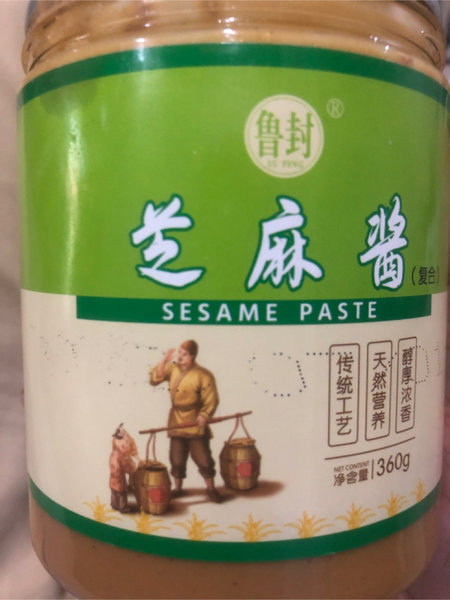 鲁封
®
LU FENG
芝麻酱
(复合)
SESAME PASTE
醇厚浓香
天然营养
传统工艺
NET CONTENT
净含量
360g